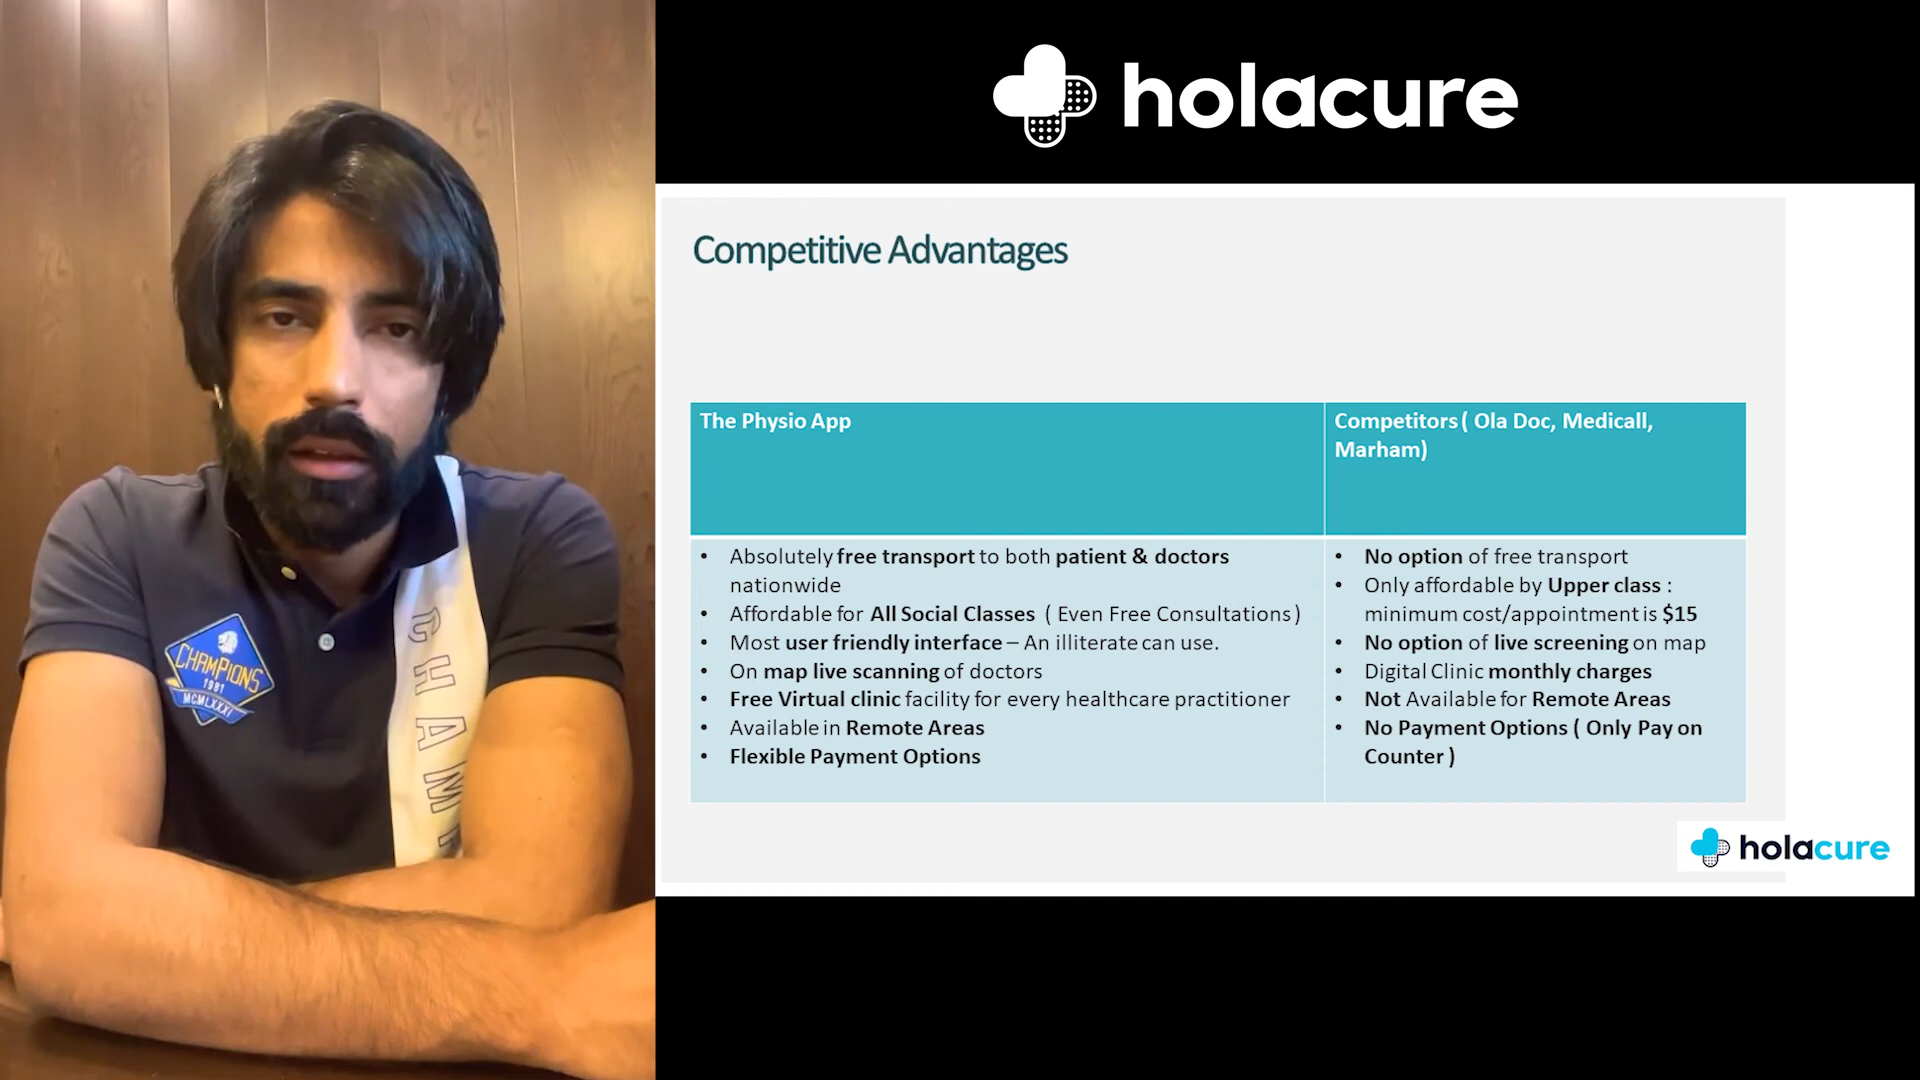 holacure
Competitive Advantages
The Physio App
Competitors ( Ola Doc, Medicall,
Marham)
• Absolutely free transport to both patient & doctors
nationwide
• Affordable for All Social Classes ( Even Free Consultations )
• Most user friendly interface – An illiterate can use.
• On map live scanning of doctors
• Free Virtual clinic facility for every healthcare practitioner
• Available in Remote Areas
• Flexible Payment Options
• No option of free transport
• Only affordable by Upper class :
minimum cost/appointment is $15
• No option of live screening on map
• Digital Clinic monthly charges
• Not Available for Remote Areas
• No Payment Options ( Only Pay on
Counter )
holacure
CHAMPIONS
1981
MCMLXXXI
CHAMP